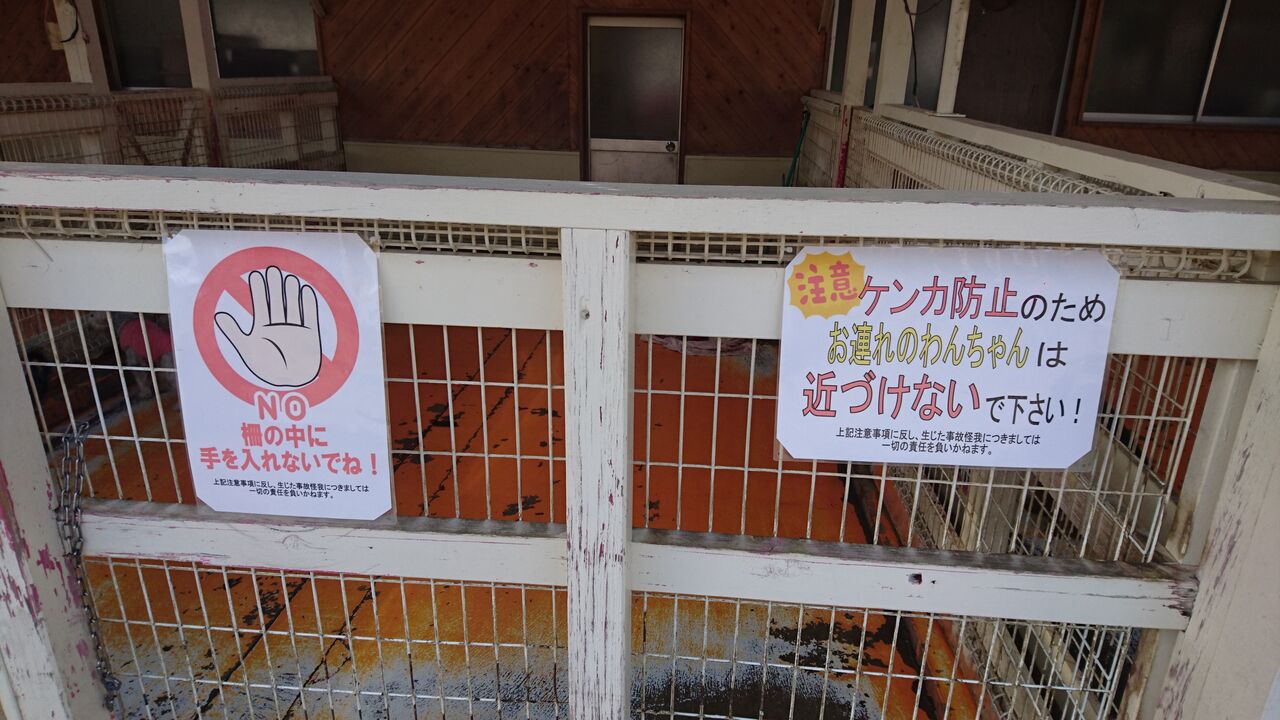 NO
柵の中に
手を入れないでね！
上記注意事項に反し、生じた事故怪我につきましては
一切の責任を負いかねます。
注意 ケンカ防止のため
お連れのわんちゃんは
近づけないで下さい！
上記注意事項に反し、生じた事故怪我につきましては
一切の責任を負いかねます。